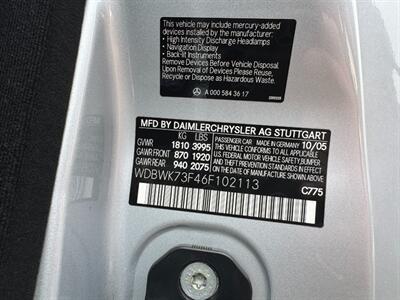 This vehicle may include mercury-added
devices installed by the manufacturer:
- High Intensity Discharge Headlamps
- Navigation Display
- By Instrument Backlights
Remove Devices Before Vehicle Disposal.
Upon Removal of Devices Please Reuse,
Recycle or Dispose as Hazardous Waste.
A 000 584 36 17
MFD BY DAIMLERCHRYSLER AG STUTTGART
KG LBS MADE IN GERMANY 10/05
GVWR 1810 3995
GAWR FRONT 870 1920
GAWR REAR 940 2075
PASSENGER CAR
THIS VEHICLE CONFORMS TO ALL APPLICABLE
U.S. FEDERAL MOTOR VEHICLE SAFETY, BUMPER
AND THEFT PREVENTION STANDARDS IN EFFECT
ON THE DATE OF MANUFACTURE SHOWN ABOVE.
WDBWK73F46F102113
C775